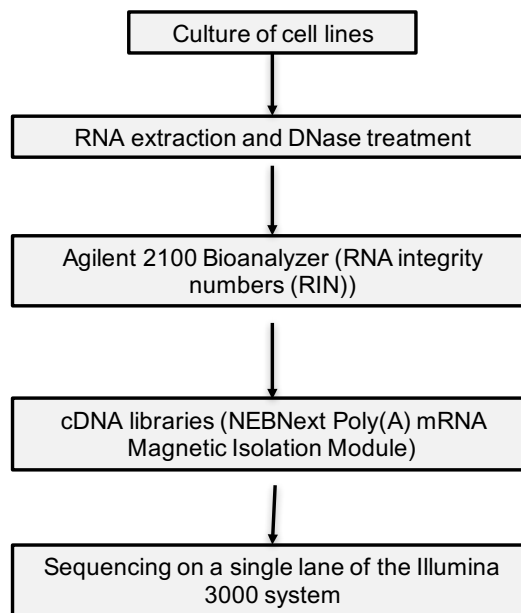 Culture of cell lines
RNA extraction and DNase treatment
Agilent 2100 Bioanalyzer (RNA integrity
numbers (RIN))
cDNA libraries (NEBNext Poly(A) mRNA
Magnetic Isolation Module)
Sequencing on a single lane of the Illumina
3000 system